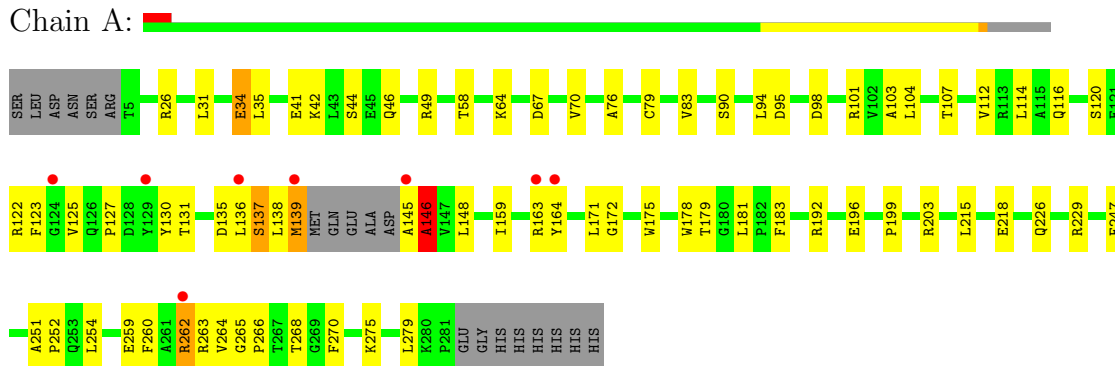 Chain A:
SER LEU ASP ASN SER ARG T5 R26 L31 E34 L35 E41 K42 L43 S44 E45 Q46 R49 T58 K64 D67 V70 A76 C79 V83 S90 L94 D95 D98 R101 V102 A103 L104 T107 V112 R113 L114 A115 Q116 S120 E121
R122 F123 G124 V125 Q126 P127 D128 Y129 Y130 T131 D135 L136 S137 L138 M139 MET GLN GLU ALA ASP A145 A146 V147 L148 I159 R163 Y164 L171 G172 W175 W178 T179 G180 L181 P182 F183 R192 E196 P199 R203 L215 E218 Q226 R229
A251 P252 Q253 L254 E259 F260 A261 R262 R263 V264 G265 P266 T267 T268 G269 F270 K275 L279 K280 P281 GLU GLY HIS HIS HIS HIS HIS HIS